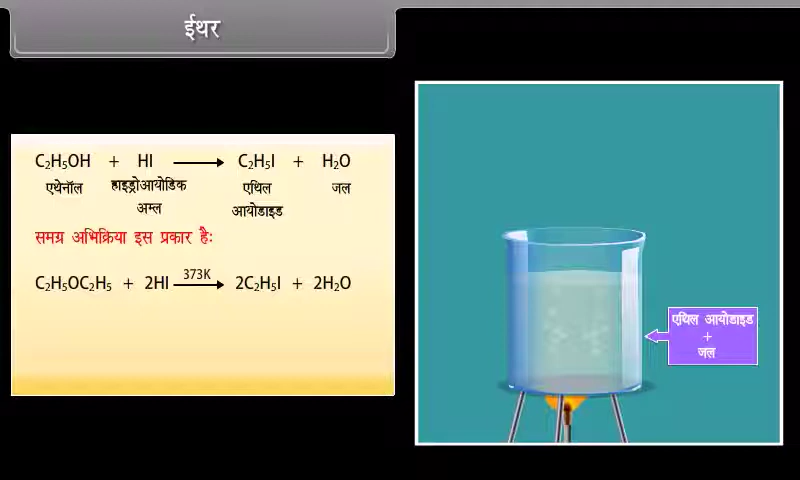 ईथर
C₂H₅OH + HI ⟶ C₂H₅I + H₂O
एथेनॉल हाइड्रोआयोडिक एथिल जल
अम्ल आयोडाइड
समग्र अभिक्रिया इस प्रकार है:
373K
C₂H₅OC₂H₅ + 2HI ⟶ 2C₂H₅I + 2H₂O
एथिल आयोडाइड
+
जल